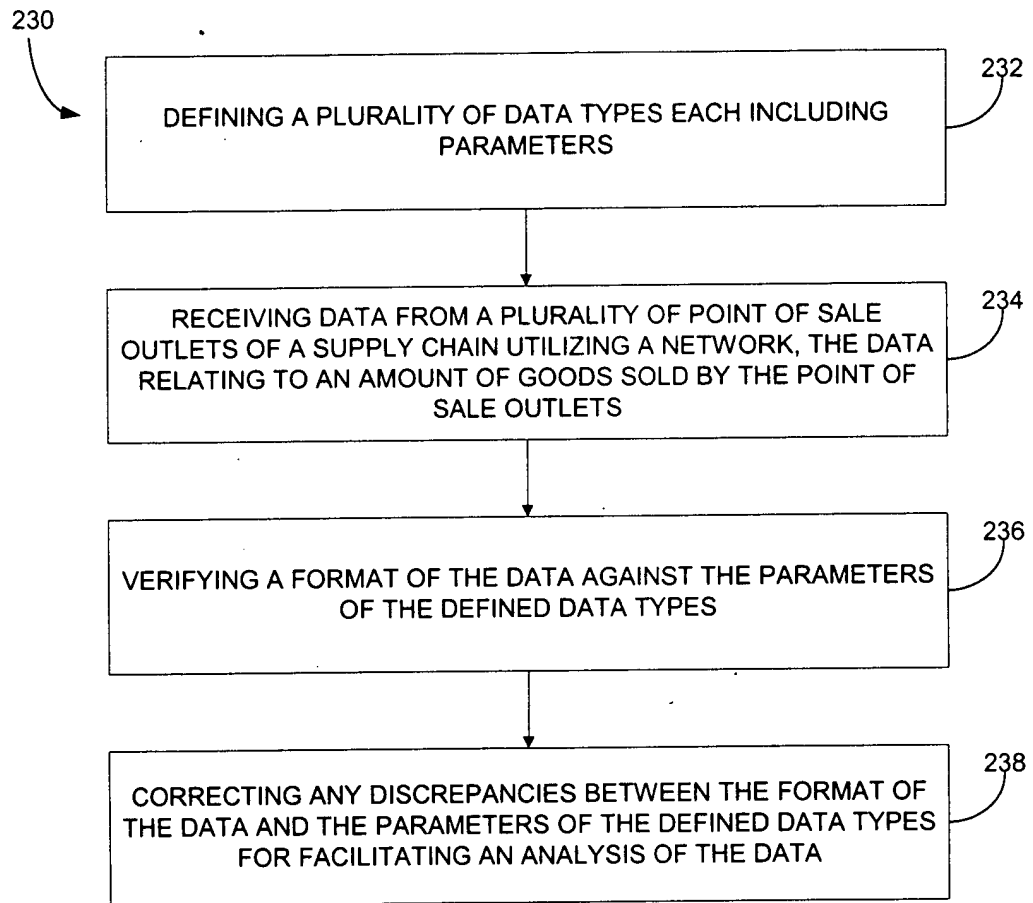 230
232
DEFINING A PLURALITY OF DATA TYPES EACH INCLUDING
PARAMETERS
234
RECEIVING DATA FROM A PLURALITY OF POINT OF SALE
OUTLETS OF A SUPPLY CHAIN UTILIZING A NETWORK, THE DATA
RELATING TO AN AMOUNT OF GOODS SOLD BY THE POINT OF
SALE OUTLETS
236
VERIFYING A FORMAT OF THE DATA AGAINST THE PARAMETERS
OF THE DEFINED DATA TYPES
238
CORRECTING ANY DISCREPANCIES BETWEEN THE FORMAT OF
THE DATA AND THE PARAMETERS OF THE DEFINED DATA TYPES
FOR FACILITATING AN ANALYSIS OF THE DATA